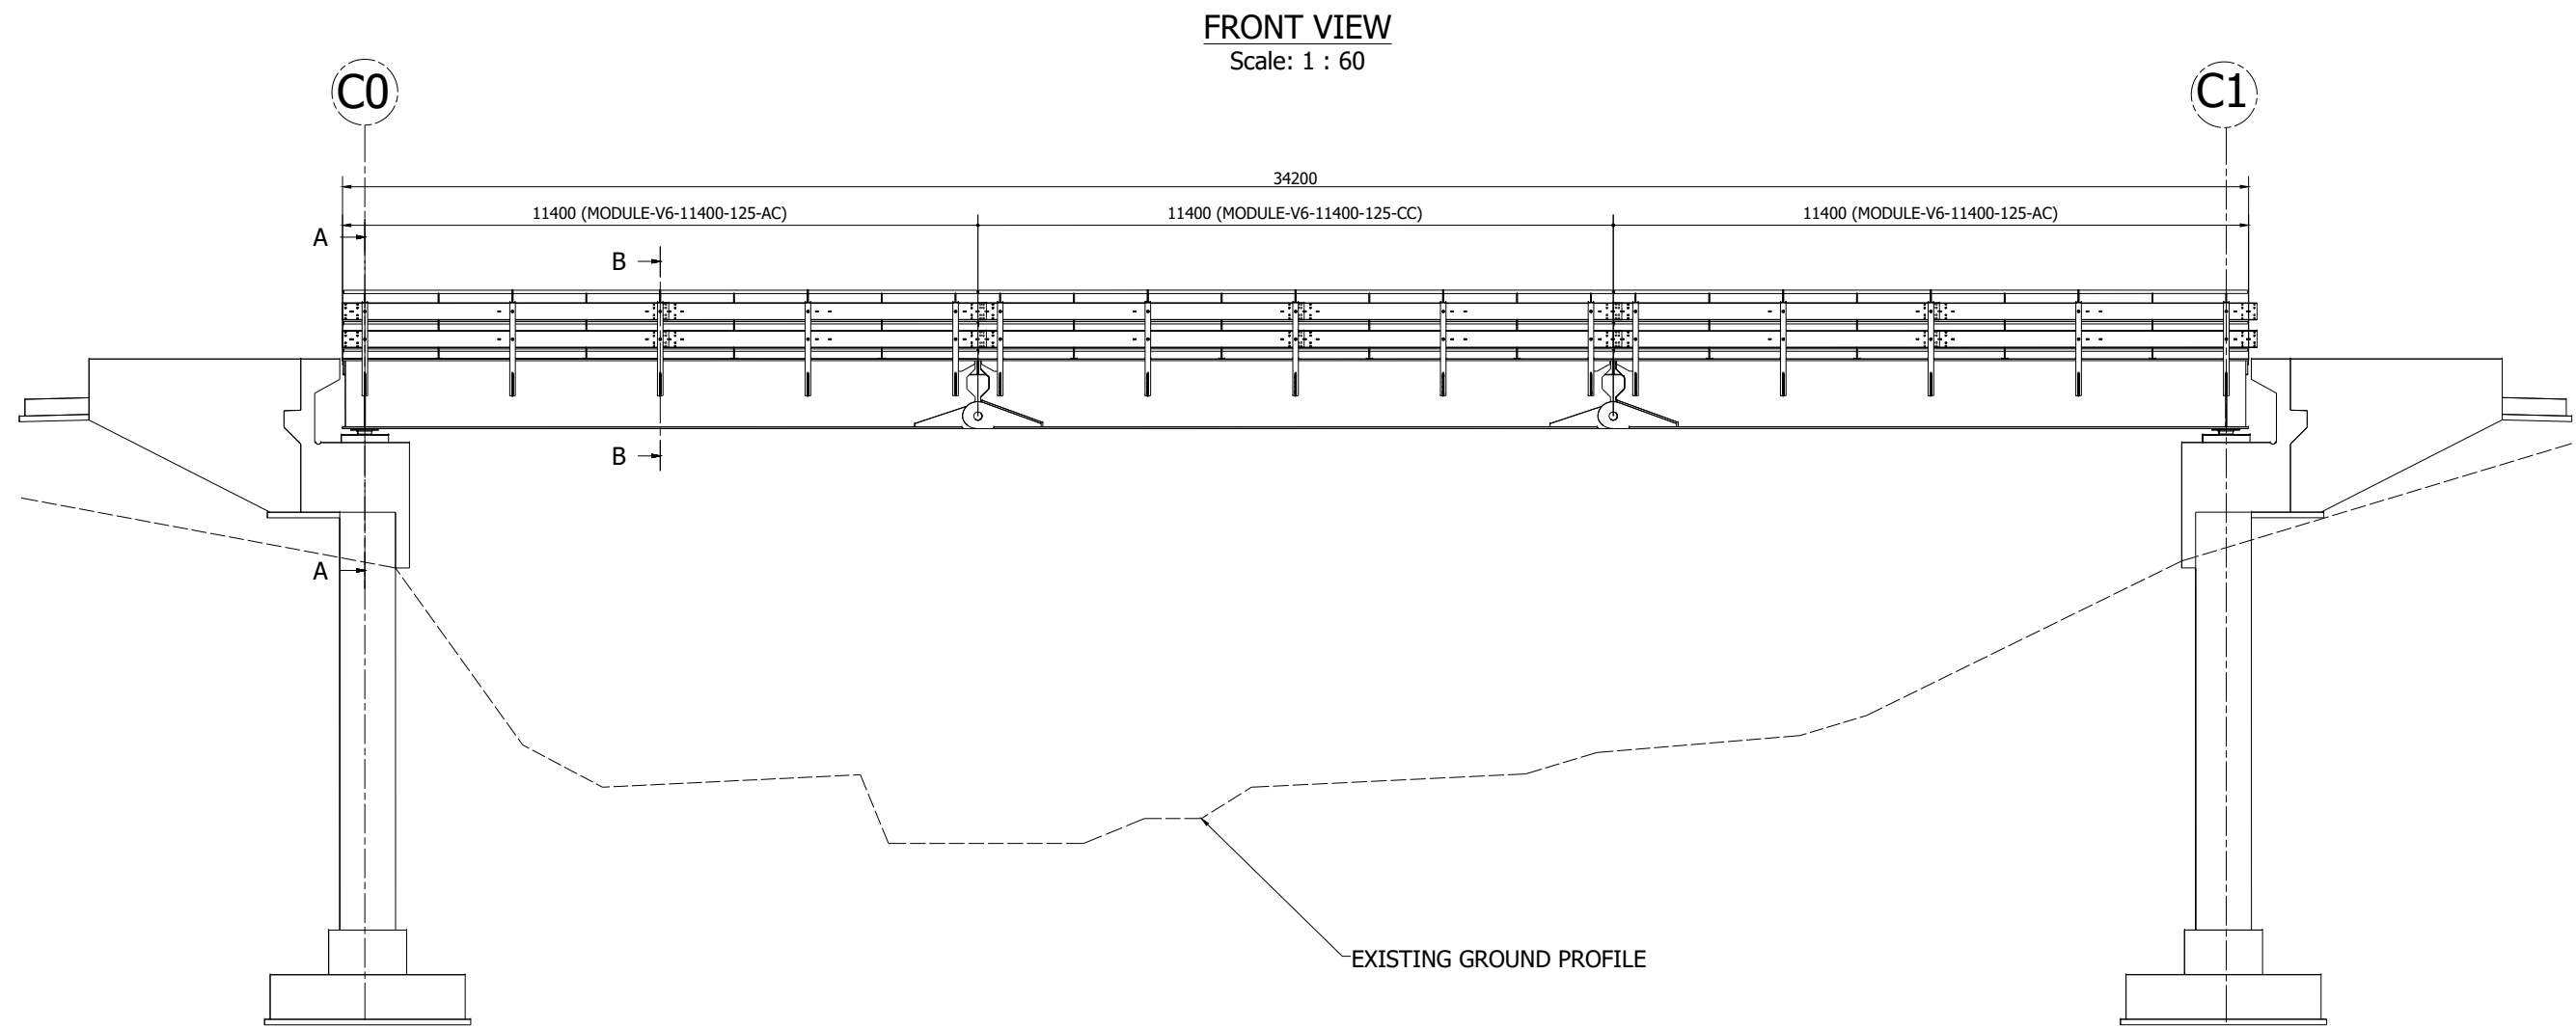 FRONT VIEW
Scale: 1 : 60
C0
C1
34200
11400 (MODULE-V6-11400-125-AC)
11400 (MODULE-V6-11400-125-CC)
11400 (MODULE-V6-11400-125-AC)
A
B
B
A
EXISTING GROUND PROFILE